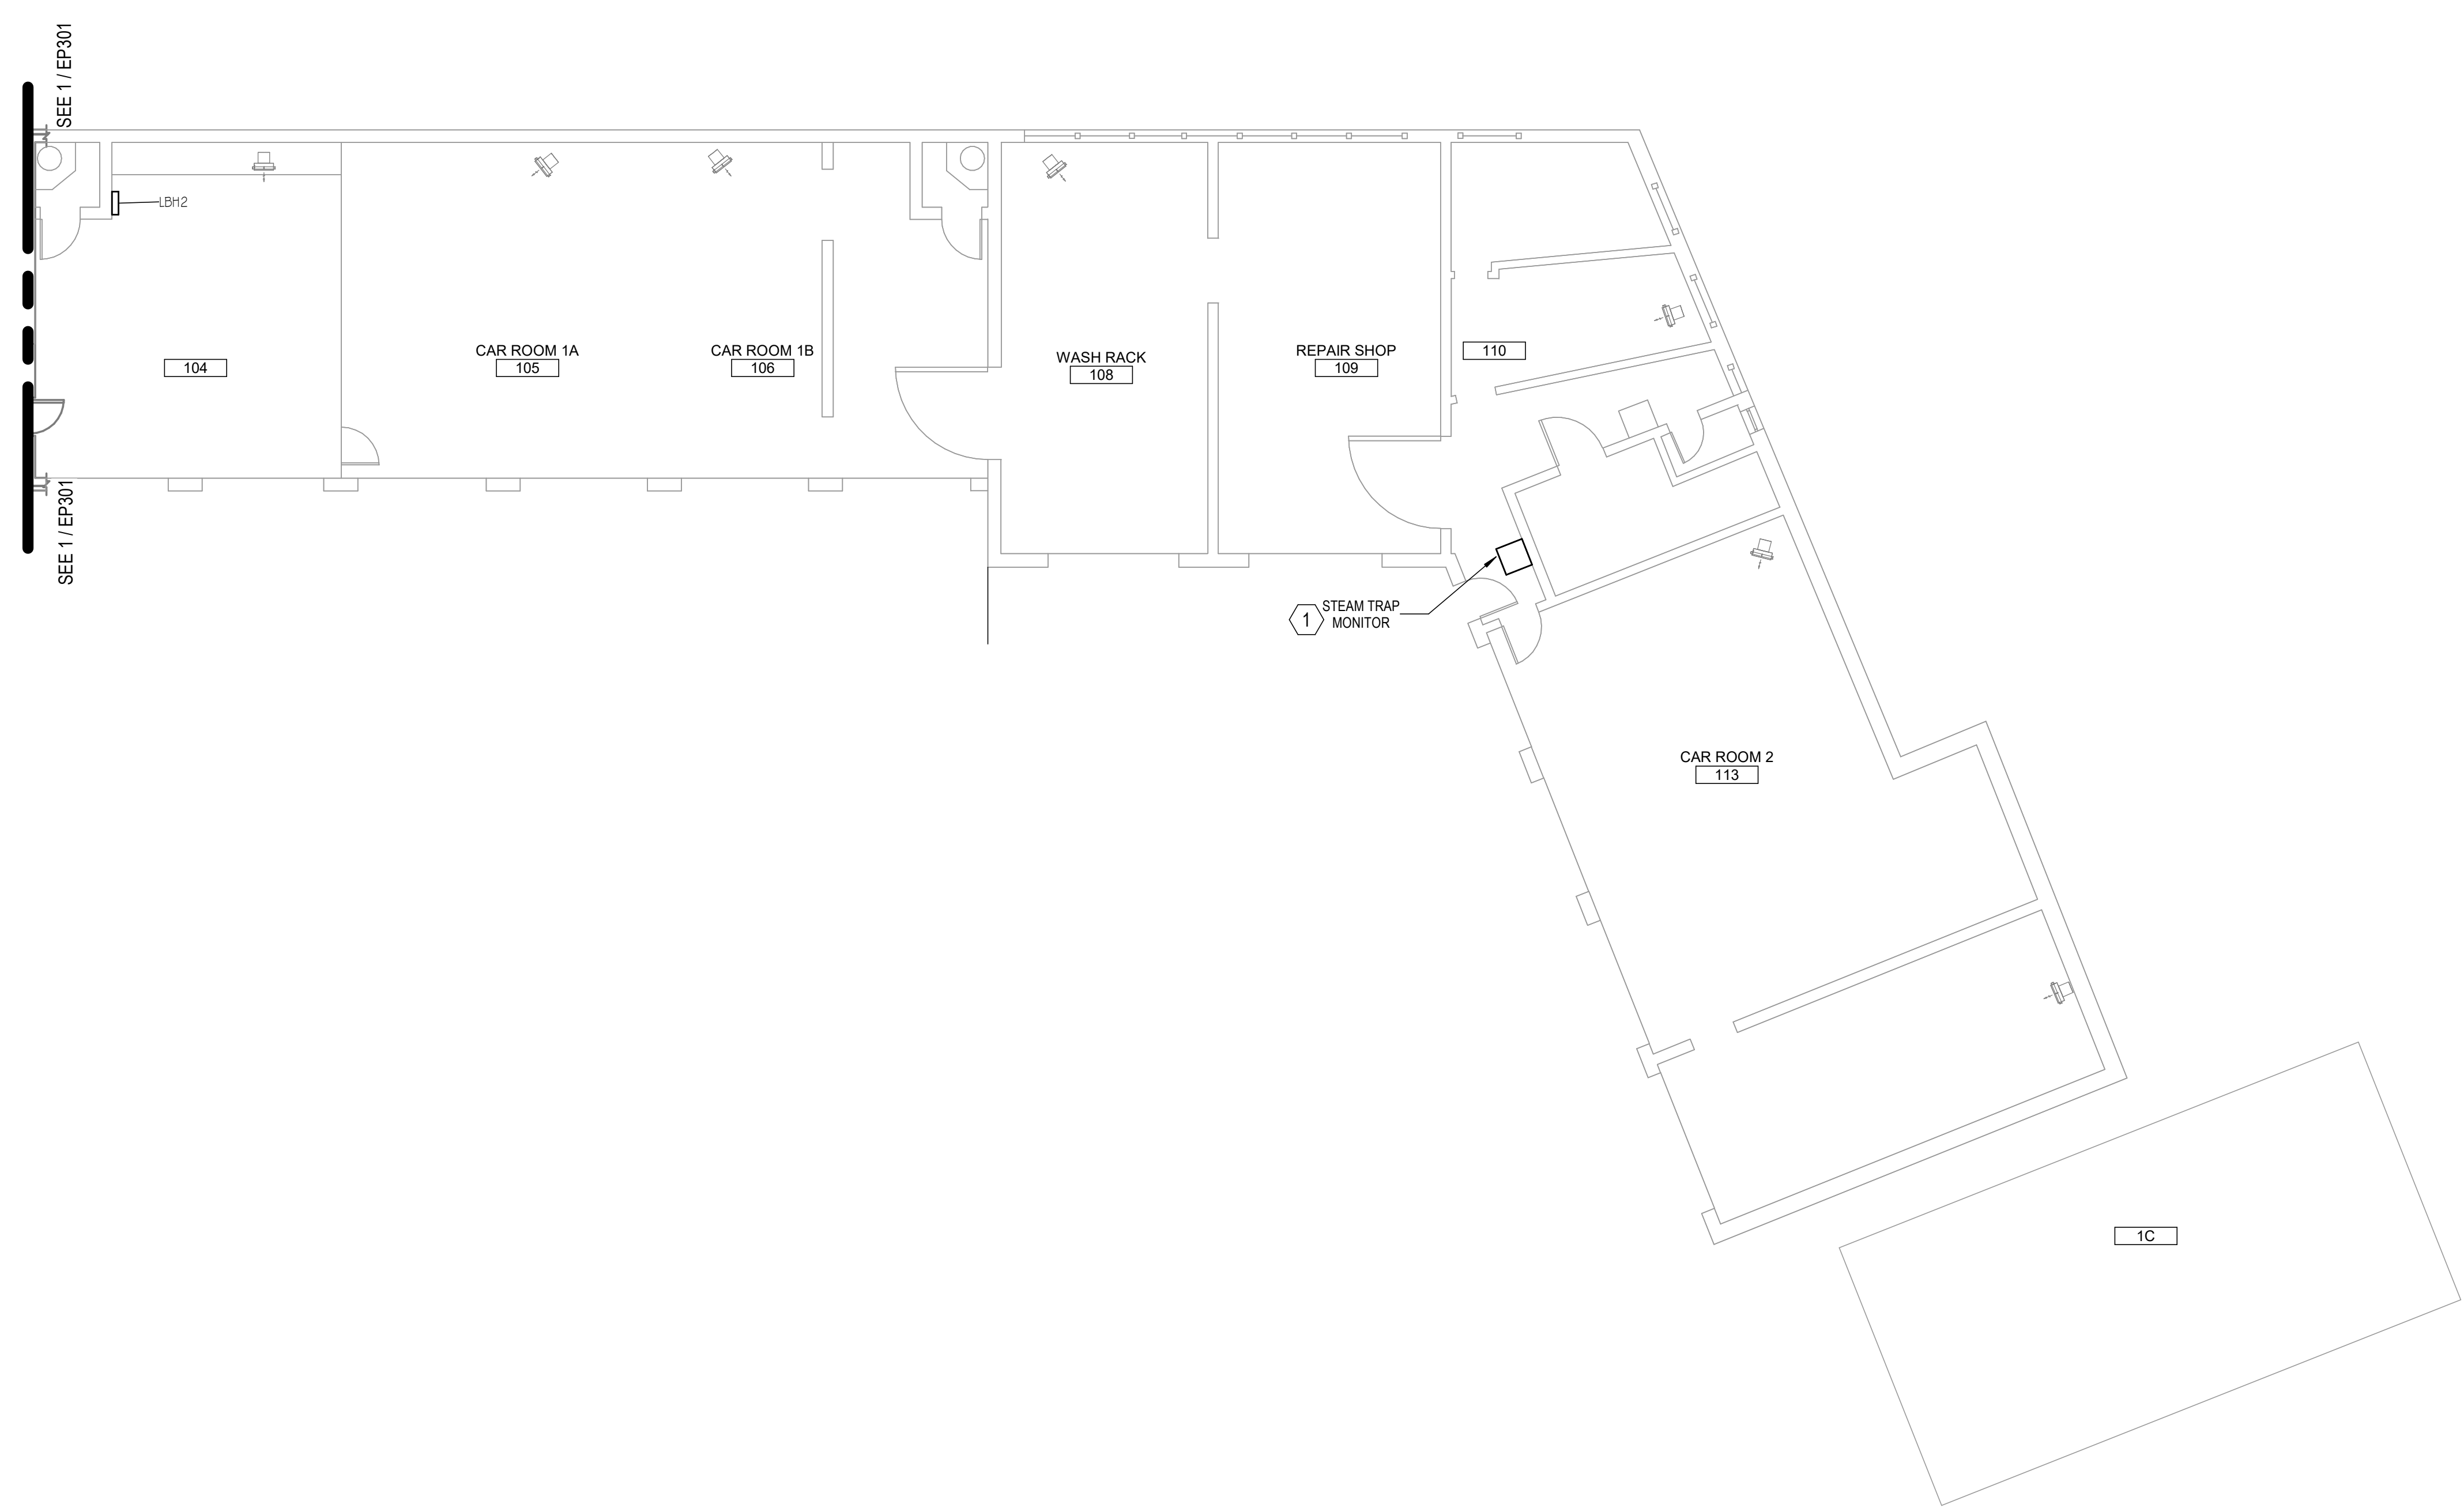 SEE 1 / EP301
LBH2
CAR ROOM 1A
105
CAR ROOM 1B
106
104
WASH RACK
108
REPAIR SHOP
109
110
SEE 1 / EP301
1
STEAM TRAP
MONITOR
CAR ROOM 2
113
1C